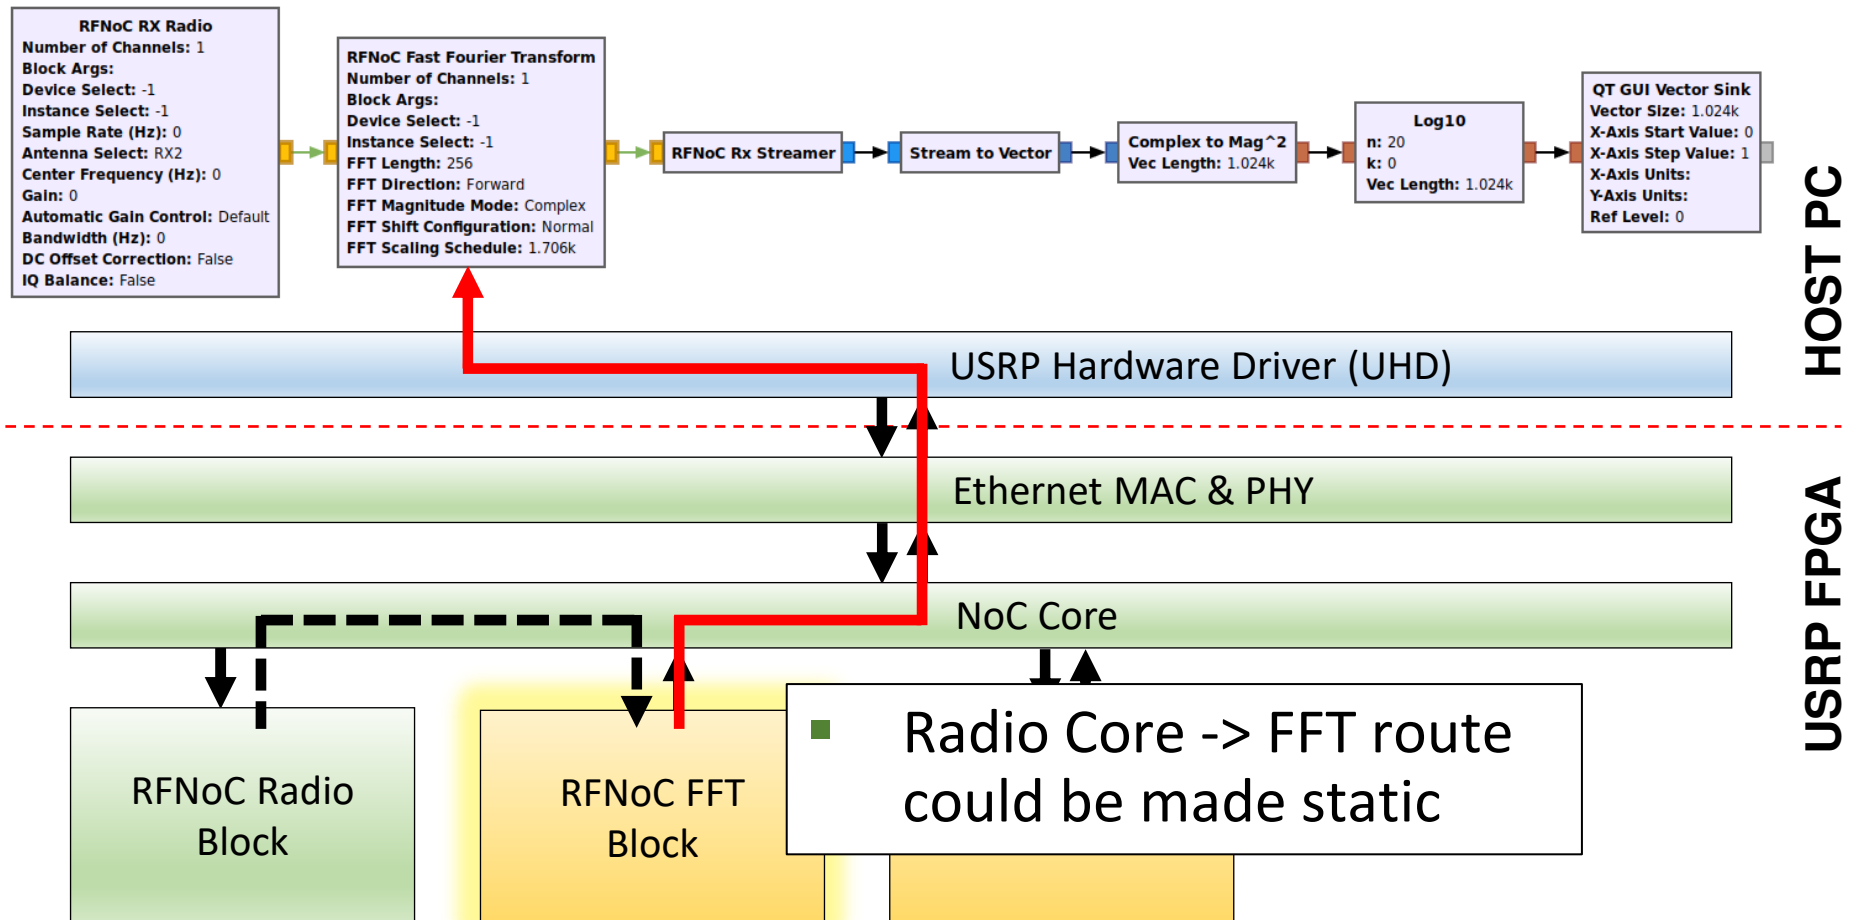 RFNoC RX Radio
Number of Channels: 1
Block Args:
Device Select: -1
Instance Select: -1
Sample Rate (Hz): 0
Antenna Select: RX2
Center Frequency (Hz): 0
Gain: 0
Automatic Gain Control: Default
Bandwidth (Hz): 0
DC Offset Correction: False
IQ Balance: False
RFNoC Fast Fourier Transform
Number of Channels: 1
Block Args:
Device Select: -1
Instance Select: -1
FFT Length: 256
FFT Direction: Forward
FFT Magnitude Mode: Complex
FFT Shift Configuration: Normal
FFT Scaling Schedule: 1.706k
RFNoC Rx Streamer
Stream to Vector
Complex to Mag^2
Vec Length: 1.024k
Log10
n: 20
k: 0
Vec Length: 1.024k
QT GUI Vector Sink
Vector Size: 1.024k
X-Axis Start Value: 0
X-Axis Step Value: 1
X-Axis Units:
Y-Axis Units:
Ref Level: 0
HOST PC
USRP Hardware Driver (UHD)
Ethernet MAC & PHY
NoC Core
USRP FPGA
RFNoC Radio
Block
RFNoC FFT
Block
Radio Core -> FFT route
could be made static